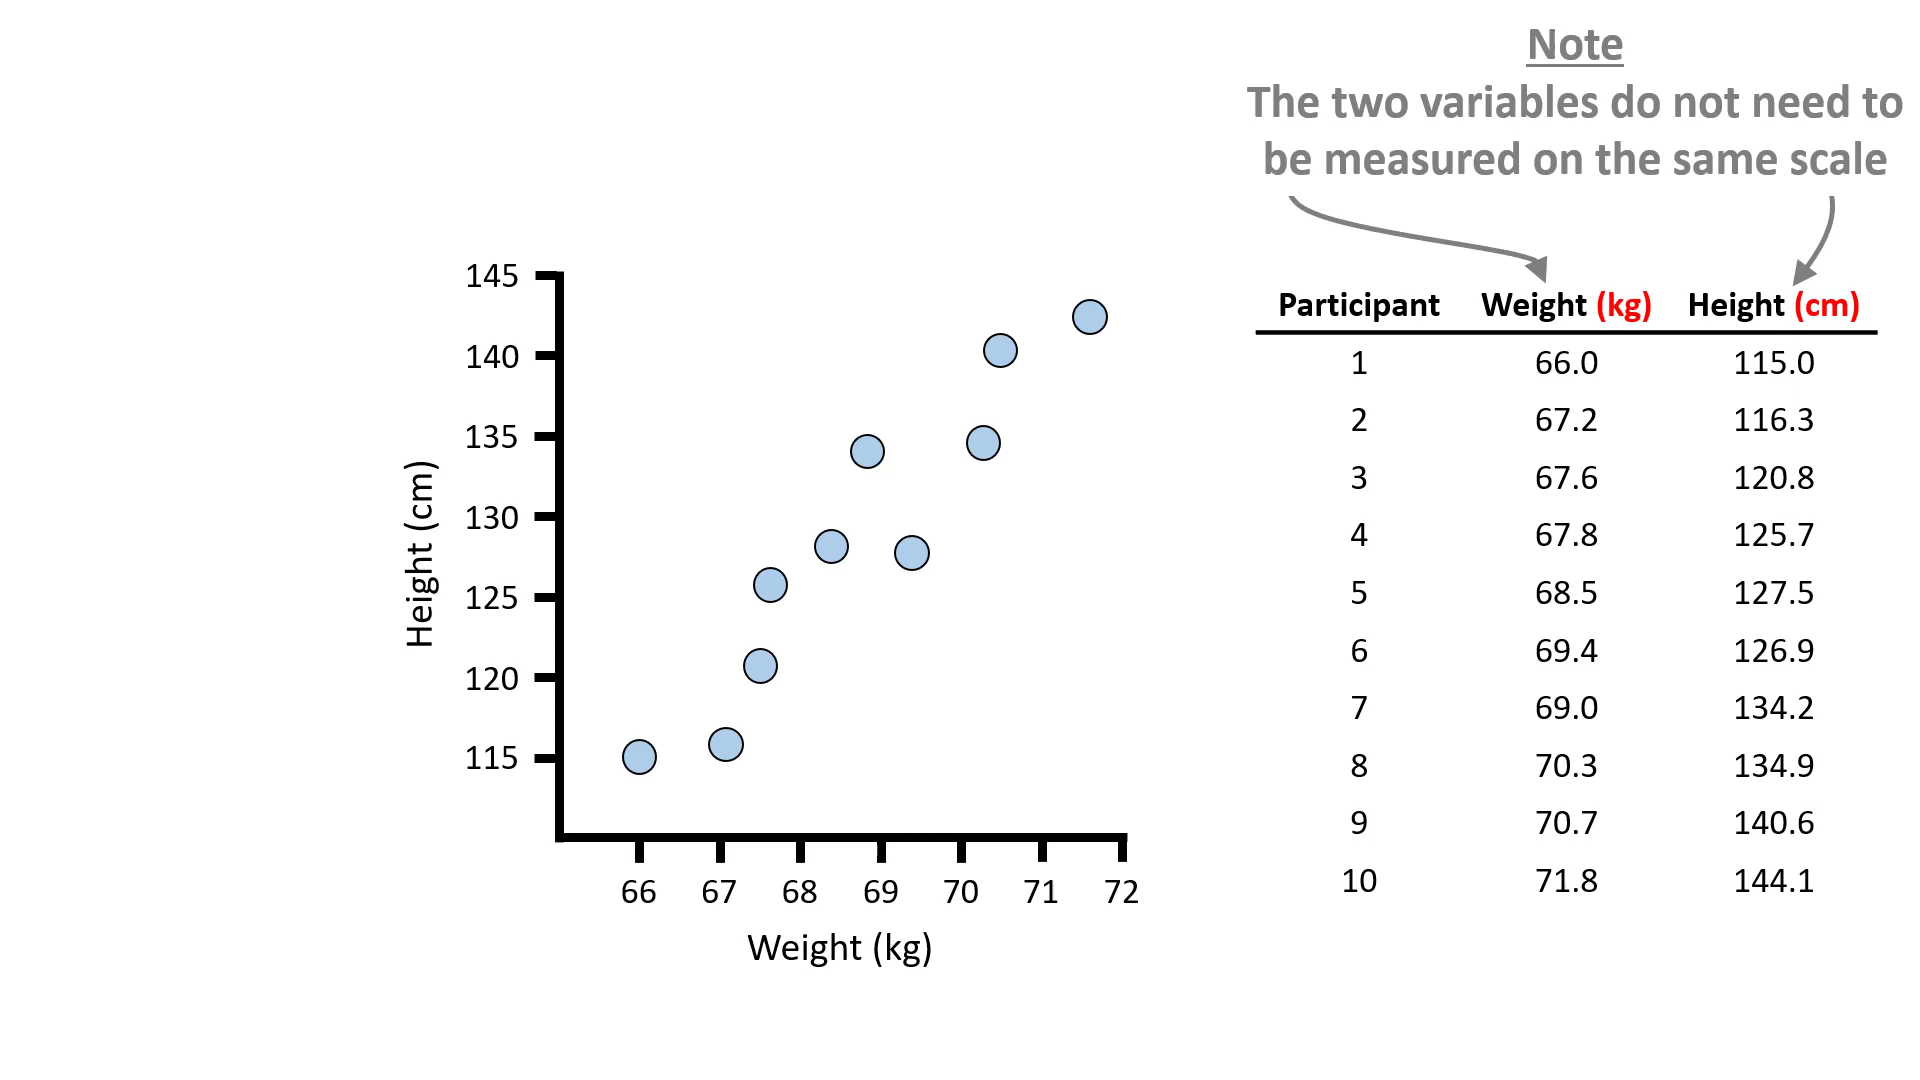 Note
The two variables do not need to
be measured on the same scale
145
140
135
130
125
120
115
Height (cm)
66 67 68 69 70 71 72
Weight (kg)
Participant Weight (kg) Height (cm)
1 66.0 115.0
2 67.2 116.3
3 67.6 120.8
4 67.8 125.7
5 68.5 127.5
6 69.4 126.9
7 69.0 134.2
8 70.3 134.9
9 70.7 140.6
10 71.8 144.1